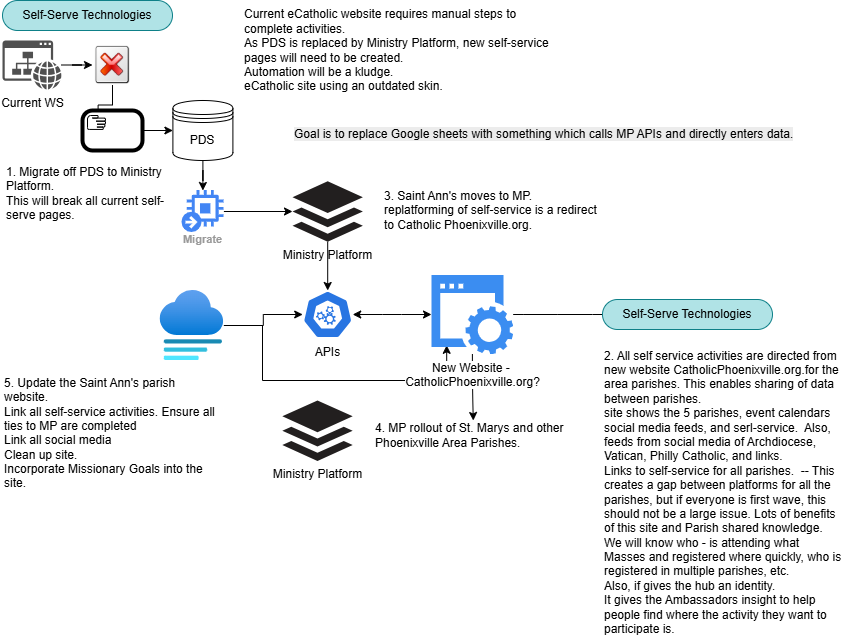 Self-Serve Technologies
Current eCatholic website requires manual steps to
complete activities.
As PDS is replaced by Ministry Platform, new self-service
pages will need to be created.
Automation will be a kludge.
eCatholic site using an outdated skin.
Current WS
PDS
Goal is to replace Google sheets with something which calls MP APIs and directly enters data.
1. Migrate off PDS to Ministry
Platform.
This will break all current self-
serve pages.
Migrate
3. Saint Ann's moves to MP.
replatforming of self-service is a redirect
to Catholic Phoenixville.org.
Ministry Platform
APIs
New Website -
CatholicPhoenixville.org?
Self-Serve Technologies
2. All self service activities are directed from
new website CatholicPhoenixville.org.for the
area parishes. This enables sharing of data
between parishes.
site shows the 5 parishes, event calendars
social media feeds, and serl-service.  Also,
feeds from social media of Archdiocese,
Vatican, Philly Catholic, and links.
Links to self-service for all parishes.  -- This
creates a gap between platforms for all the
parishes, but if everyone is first wave, this
should not be a large issue. Lots of benefits
of this site and Parish shared knowledge.
We will know who - is attending what
Masses and registered where quickly, who is
registered in multiple parishes, etc.
Also, if gives the hub an identity.
It gives the Ambassadors insight to help
people find where the activity they want to
participate is.
5. Update the Saint Ann's parish
website.
Link all self-service activities. Ensure all
ties to MP are completed
Link all social media
Clean up site.
Incorporate Missionary Goals into the
site.
Ministry Platform
4. MP rollout of St. Marys and other
Phoenixville Area Parishes.